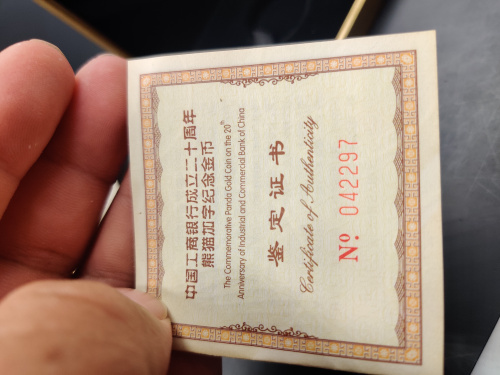 中国工商银行成立二十周年
熊猫加字纪念金币
The Commemorative Panda Gold Coin on the 20th
Anniversary of Industrial and Commercial Bank of China
鉴定证书
Certificate of Authenticity
Nº 042297